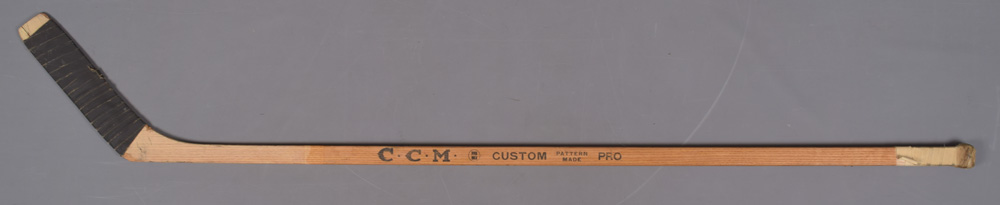 C·C·M· CUSTOM PATTERN MADE PRO